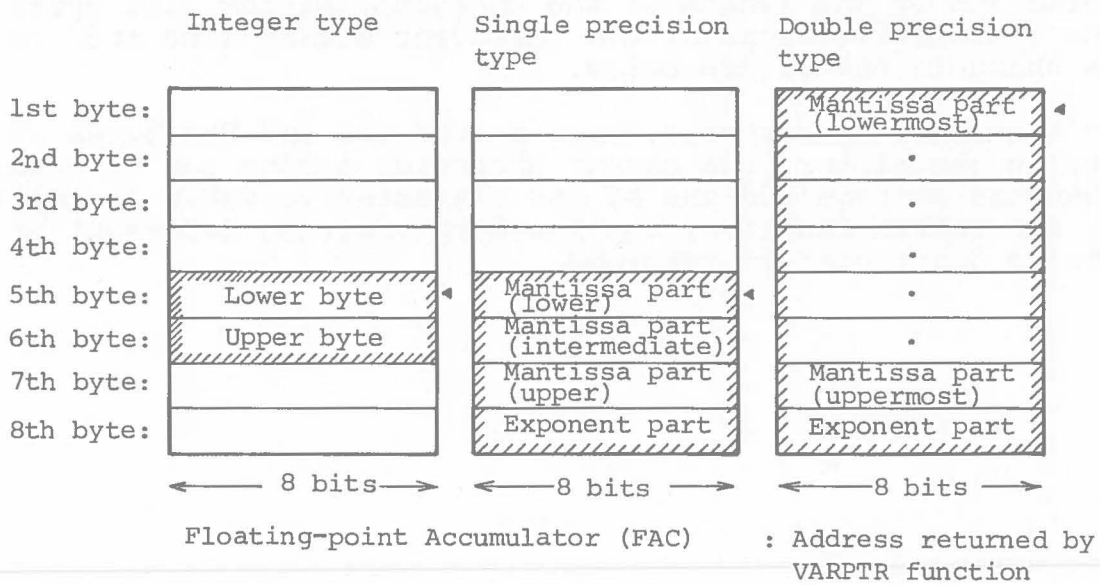 Integer type
Single precision type
Double precision type
1st byte:
2nd byte:
3rd byte:
4th byte:
5th byte:
6th byte:
7th byte:
8th byte:
Lower byte
Upper byte
Mantissa part
(lower)
Mantissa part
(intermediate)
Mantissa part
(upper)
Exponent part
Mantissa part
(lowermost)
Mantissa part
(uppermost)
Exponent part
8 bits
8 bits
8 bits
Floating-point Accumulator (FAC)
: Address returned by
VARPTR function